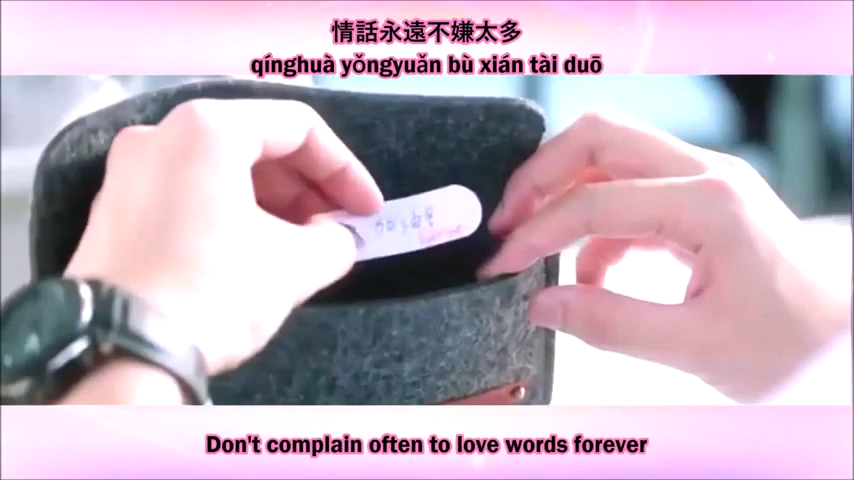 情話永遠不嫌太多
qínghuà yǒngyuǎn bù xián tài duō
Don't complain often to love words forever